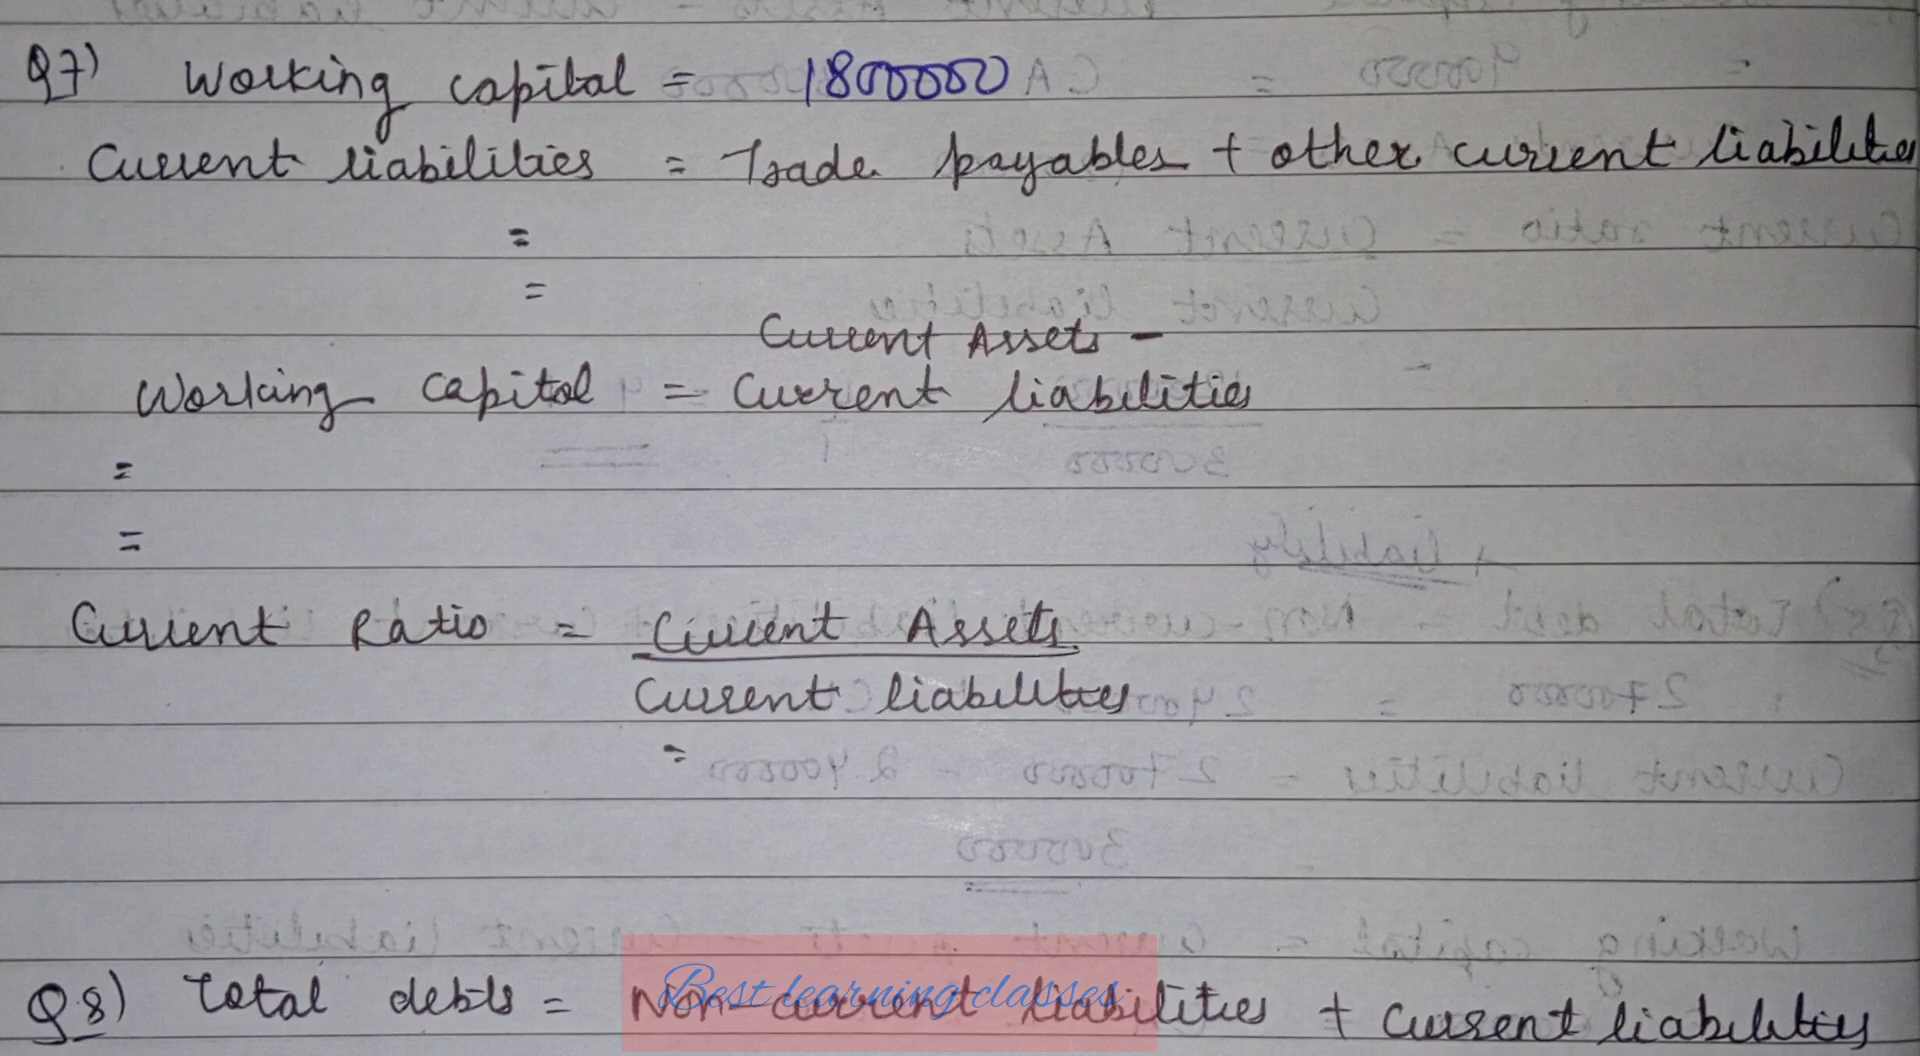 Q7) Working capital = 1800000
Current liabilities = Trade payables + other current liabilities
=
=
Current Assets -
Working capital = Current liabilities
=
=
Current Ratio = Current Assets
Current liabilities
=
Q8) Total debts = Non-current liabilities + Current liabilities
Best learning classes